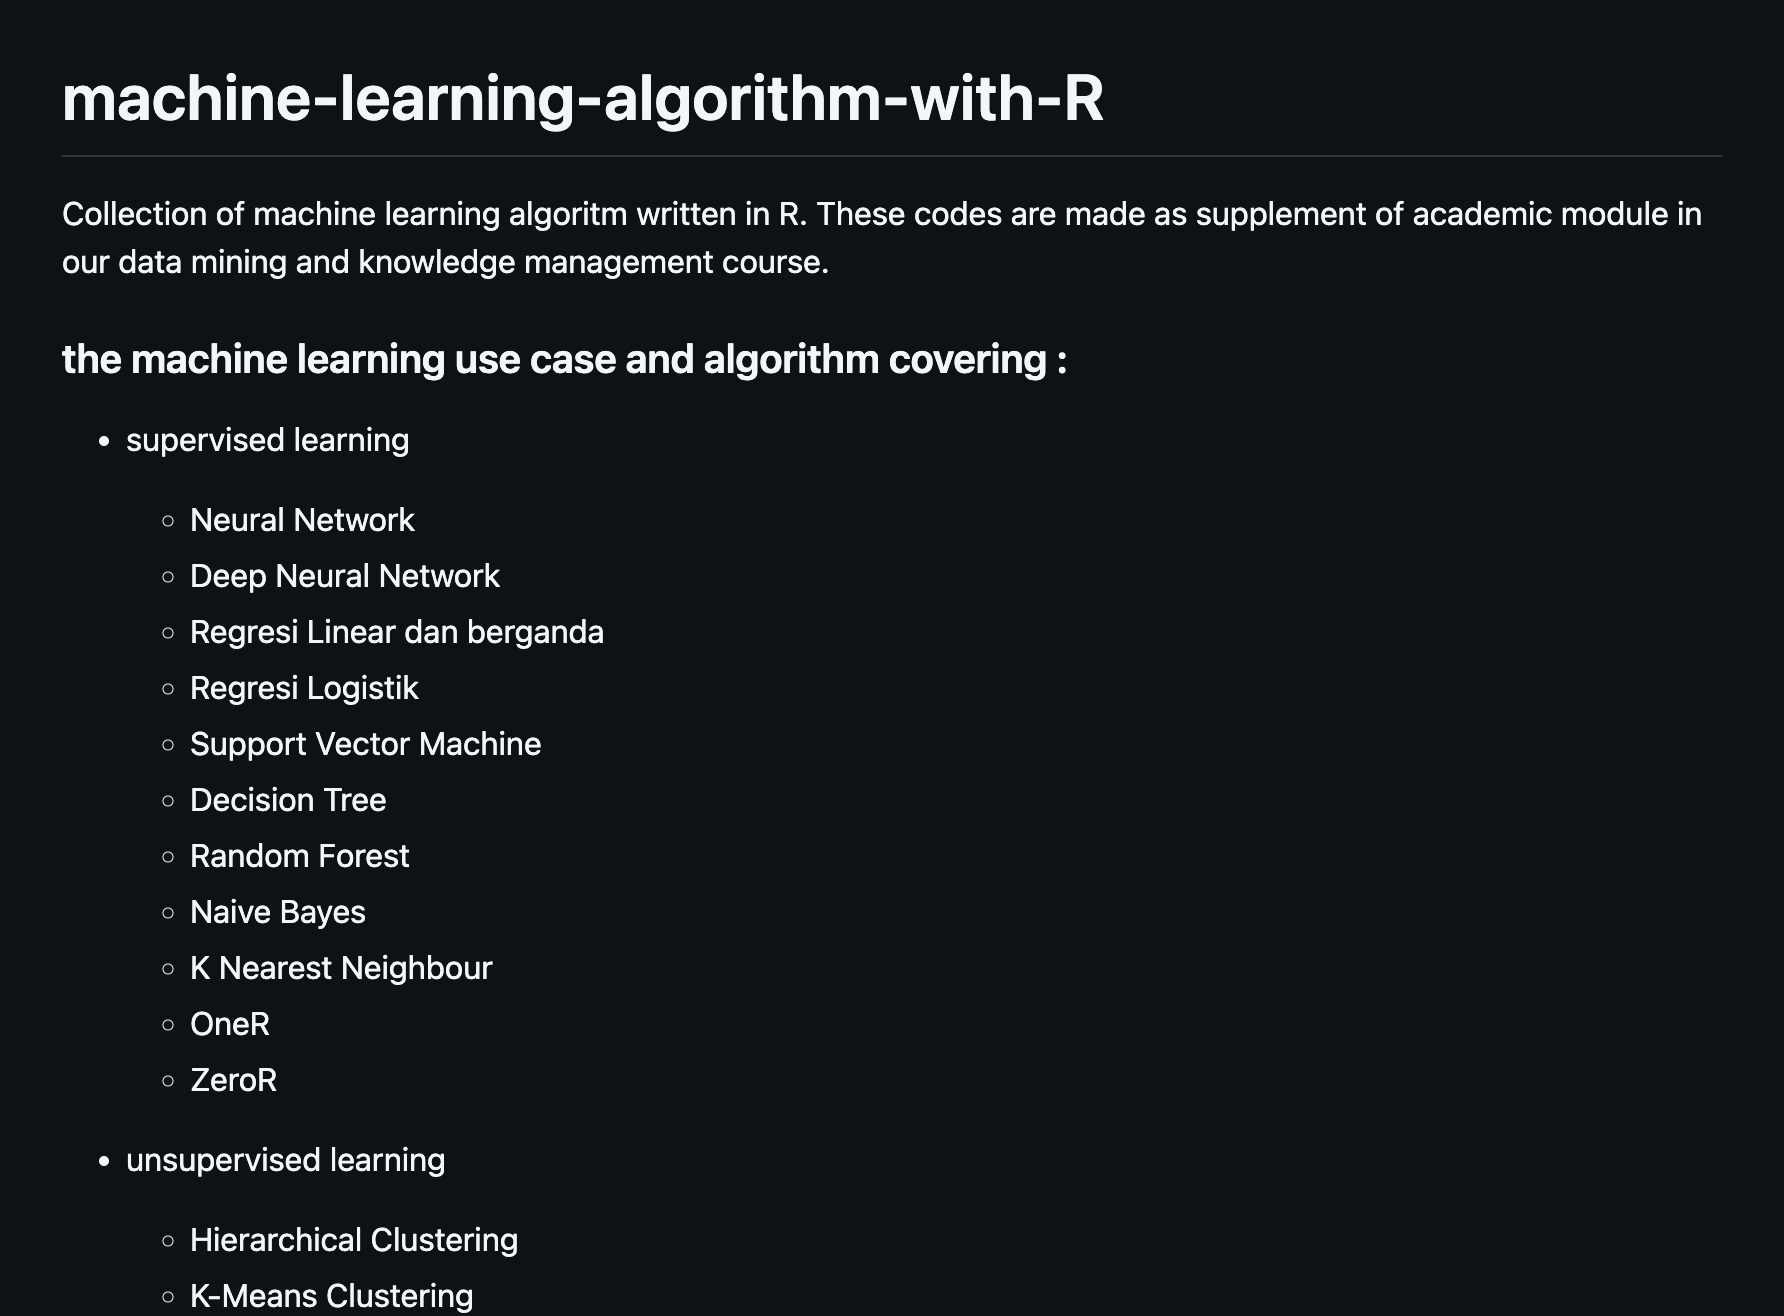 machine-learning-algorithm-with-R
Collection of machine learning algoritm written in R. These codes are made as supplement of academic module in
our data mining and knowledge management course.
the machine learning use case and algorithm covering :
supervised learning
Neural Network
Deep Neural Network
Regresi Linear dan berganda
Regresi Logistik
Support Vector Machine
Decision Tree
Random Forest
Naive Bayes
K Nearest Neighbour
OneR
ZeroR
unsupervised learning
Hierarchical Clustering
K-Means Clustering